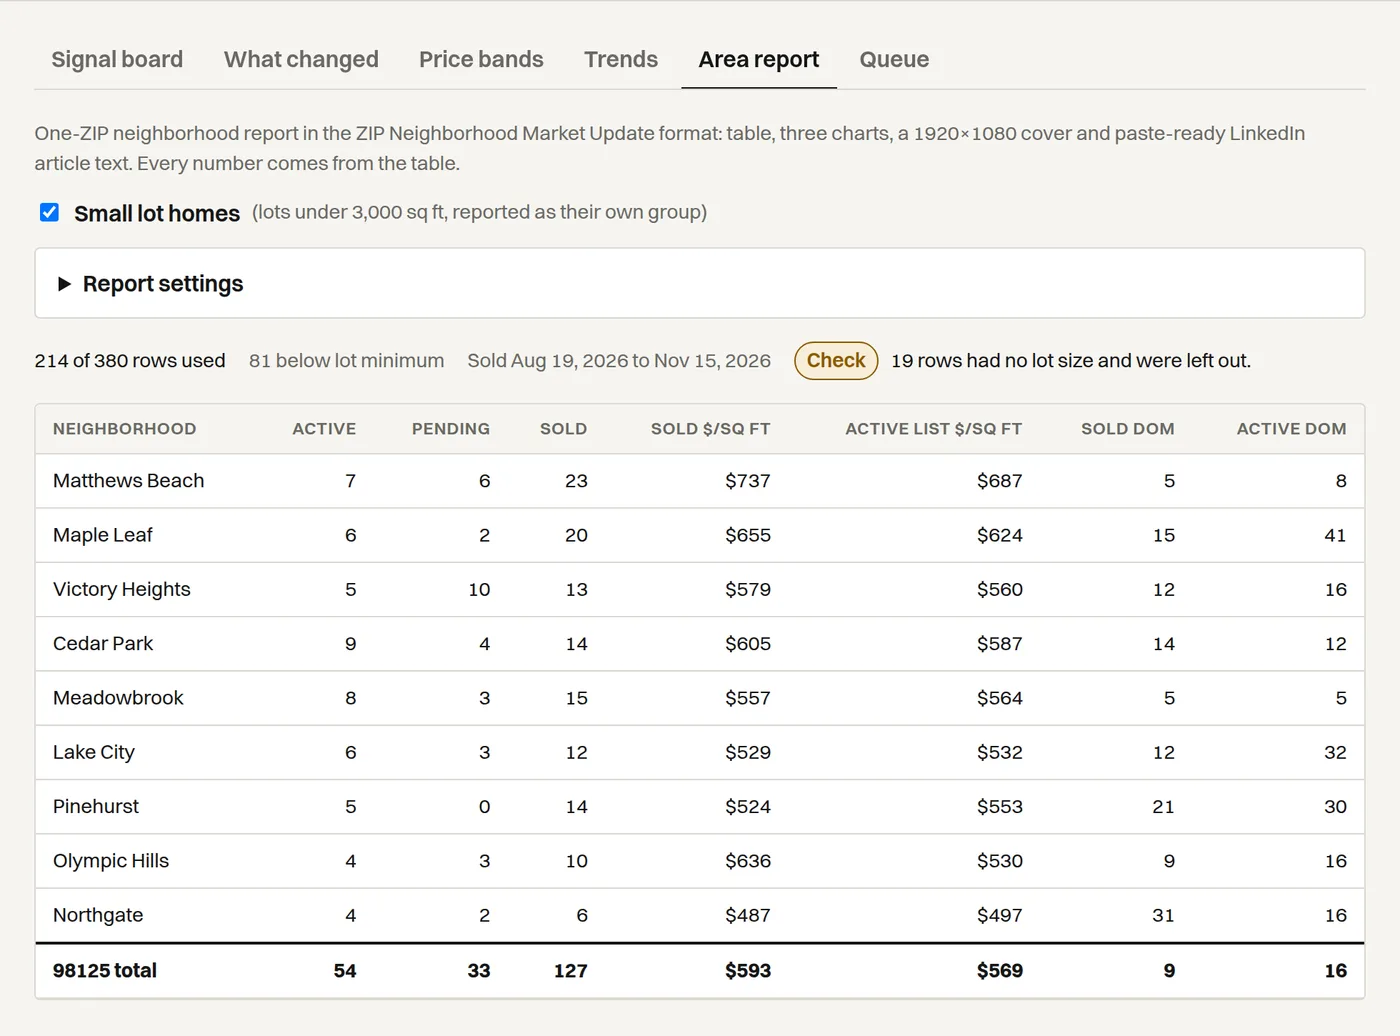 Signal board What changed Price bands Trends Area report Queue
One-ZIP neighborhood report in the ZIP Neighborhood Market Update format: table, three charts, a 1920×1080 cover and paste-ready LinkedIn
article text. Every number comes from the table.
Small lot homes (lots under 3,000 sq ft, reported as their own group)
Report settings
214 of 380 rows used 81 below lot minimum Sold Aug 19, 2026 to Nov 15, 2026 Check 19 rows had no lot size and were left out.
NEIGHBORHOOD ACTIVE PENDING SOLD SOLD $/SQ FT ACTIVE LIST $/SQ FT SOLD DOM ACTIVE DOM
Matthews Beach 7 6 23 $737 $687 5 8
Maple Leaf 6 2 20 $655 $624 15 41
Victory Heights 5 10 13 $579 $560 12 16
Cedar Park 9 4 14 $605 $587 14 12
Meadowbrook 8 3 15 $557 $564 5 5
Lake City 6 3 12 $529 $532 12 32
Pinehurst 5 0 14 $524 $553 21 30
Olympic Hills 4 3 10 $636 $530 9 16
Northgate 4 2 6 $487 $497 31 16
98125 total 54 33 127 $593 $569 9 16